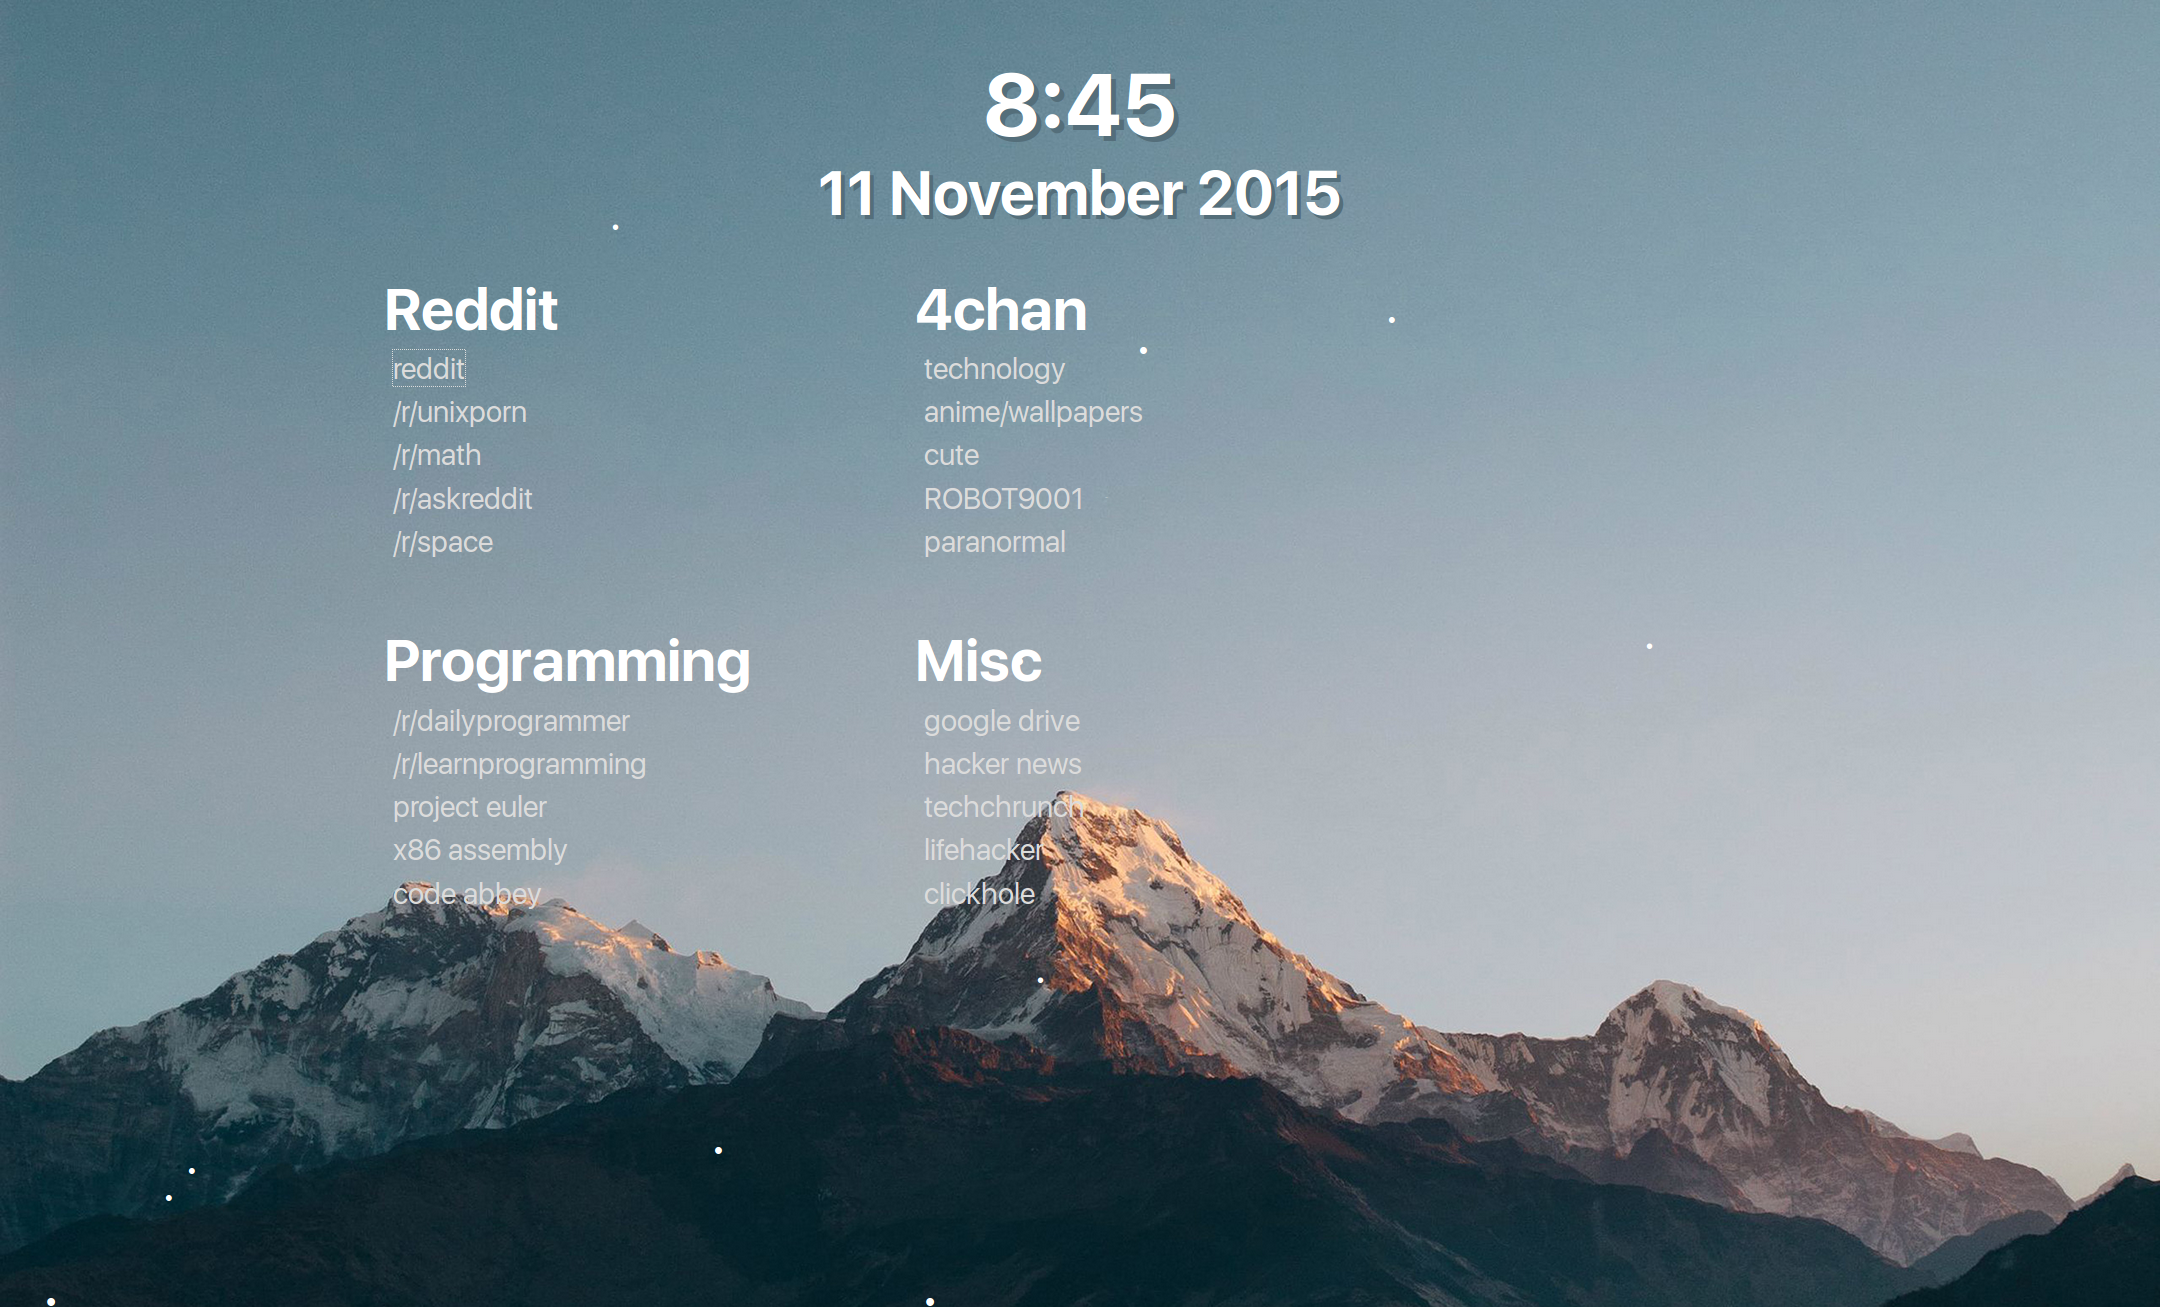 8:45
11 November 2015
Reddit
reddit
/r/unixporn
/r/math
/r/askreddit
/r/space
4chan
technology
anime/wallpapers
cute
ROBOT9001
paranormal
Programming
/r/dailyprogrammer
/r/learnprogramming
project euler
x86 assembly
code abbey
Misc
google drive
hacker news
techchrunch
lifehacker
clickhole